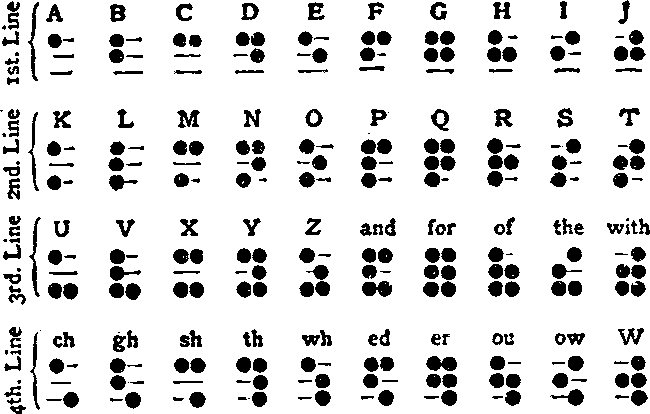 1st. Line A B C D E F G H I J
2nd. Line K L M N O P Q R S T
3rd. Line U V X Y Z and for of the with
4th. Line ch gh sh th wh ed er ou ow W